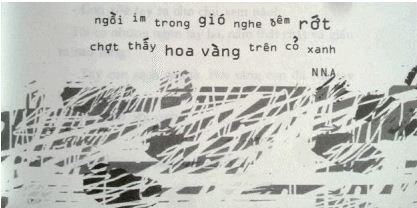 ngồi im trong gió nghe đêm rớt
chợt thấy hoa vàng trên cỏ xanh
NNA